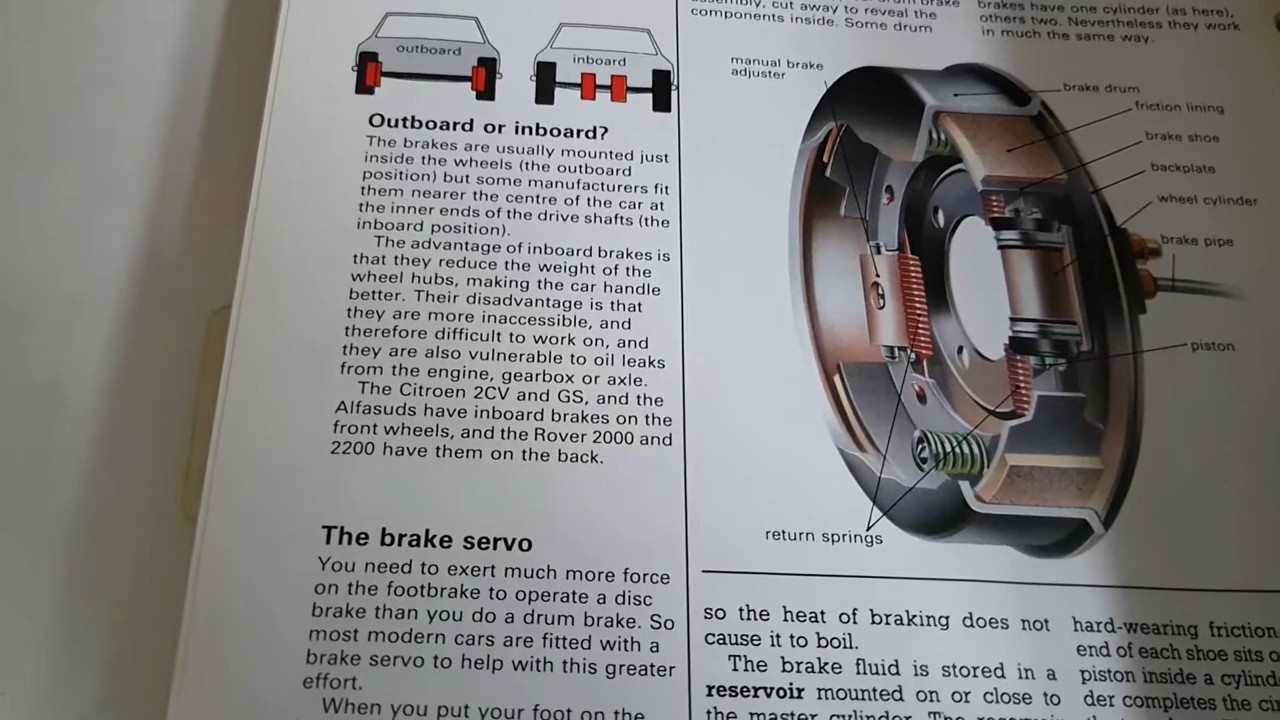 outboard
inboard
Outboard or inboard?
The brakes are usually mounted just
inside the wheels (the outboard
position) but some manufacturers fit
them nearer the centre of the car at
the inner ends of the drive shafts (the
inboard position).
The advantage of inboard brakes is
that they reduce the weight of the
wheel hubs, making the car handle
better. Their disadvantage is that
they are more inaccessible, and
therefore difficult to work on, and
they are also vulnerable to oil leaks
from the engine, gearbox or axle.
The Citroen 2CV and GS, and the
Alfasuds have inboard brakes on the
front wheels, and the Rover 2000 and
2200 have them on the back.
The brake servo
You need to exert much more force
on the footbrake to operate a disc
brake than you do a drum brake. So
most modern cars are fitted with a
brake servo to help with this greater
effort.
When you put your foot on the
cut away to reveal the
components inside. Some drum
brakes have one cylinder (as here),
others two. Nevertheless they work
in much the same way.
manual brake
adjuster
brake drum
friction lining
brake shoe
backplate
wheel cylinder
brake pipe
piston
return springs
so the heat of braking does not
cause it to boil.
The brake fluid is stored in a
reservoir mounted on or close to
the master cylinder. The
hard-wearing friction
end of each shoe sits
piston inside a
der completes the